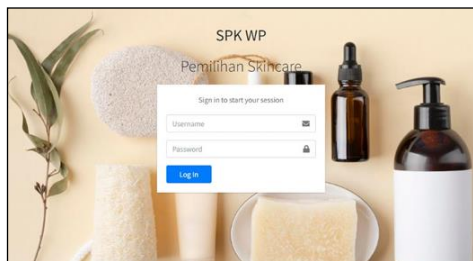 SPK WP
Pemilihan Skincare
Sign in to start your session
Username
Password
Log In